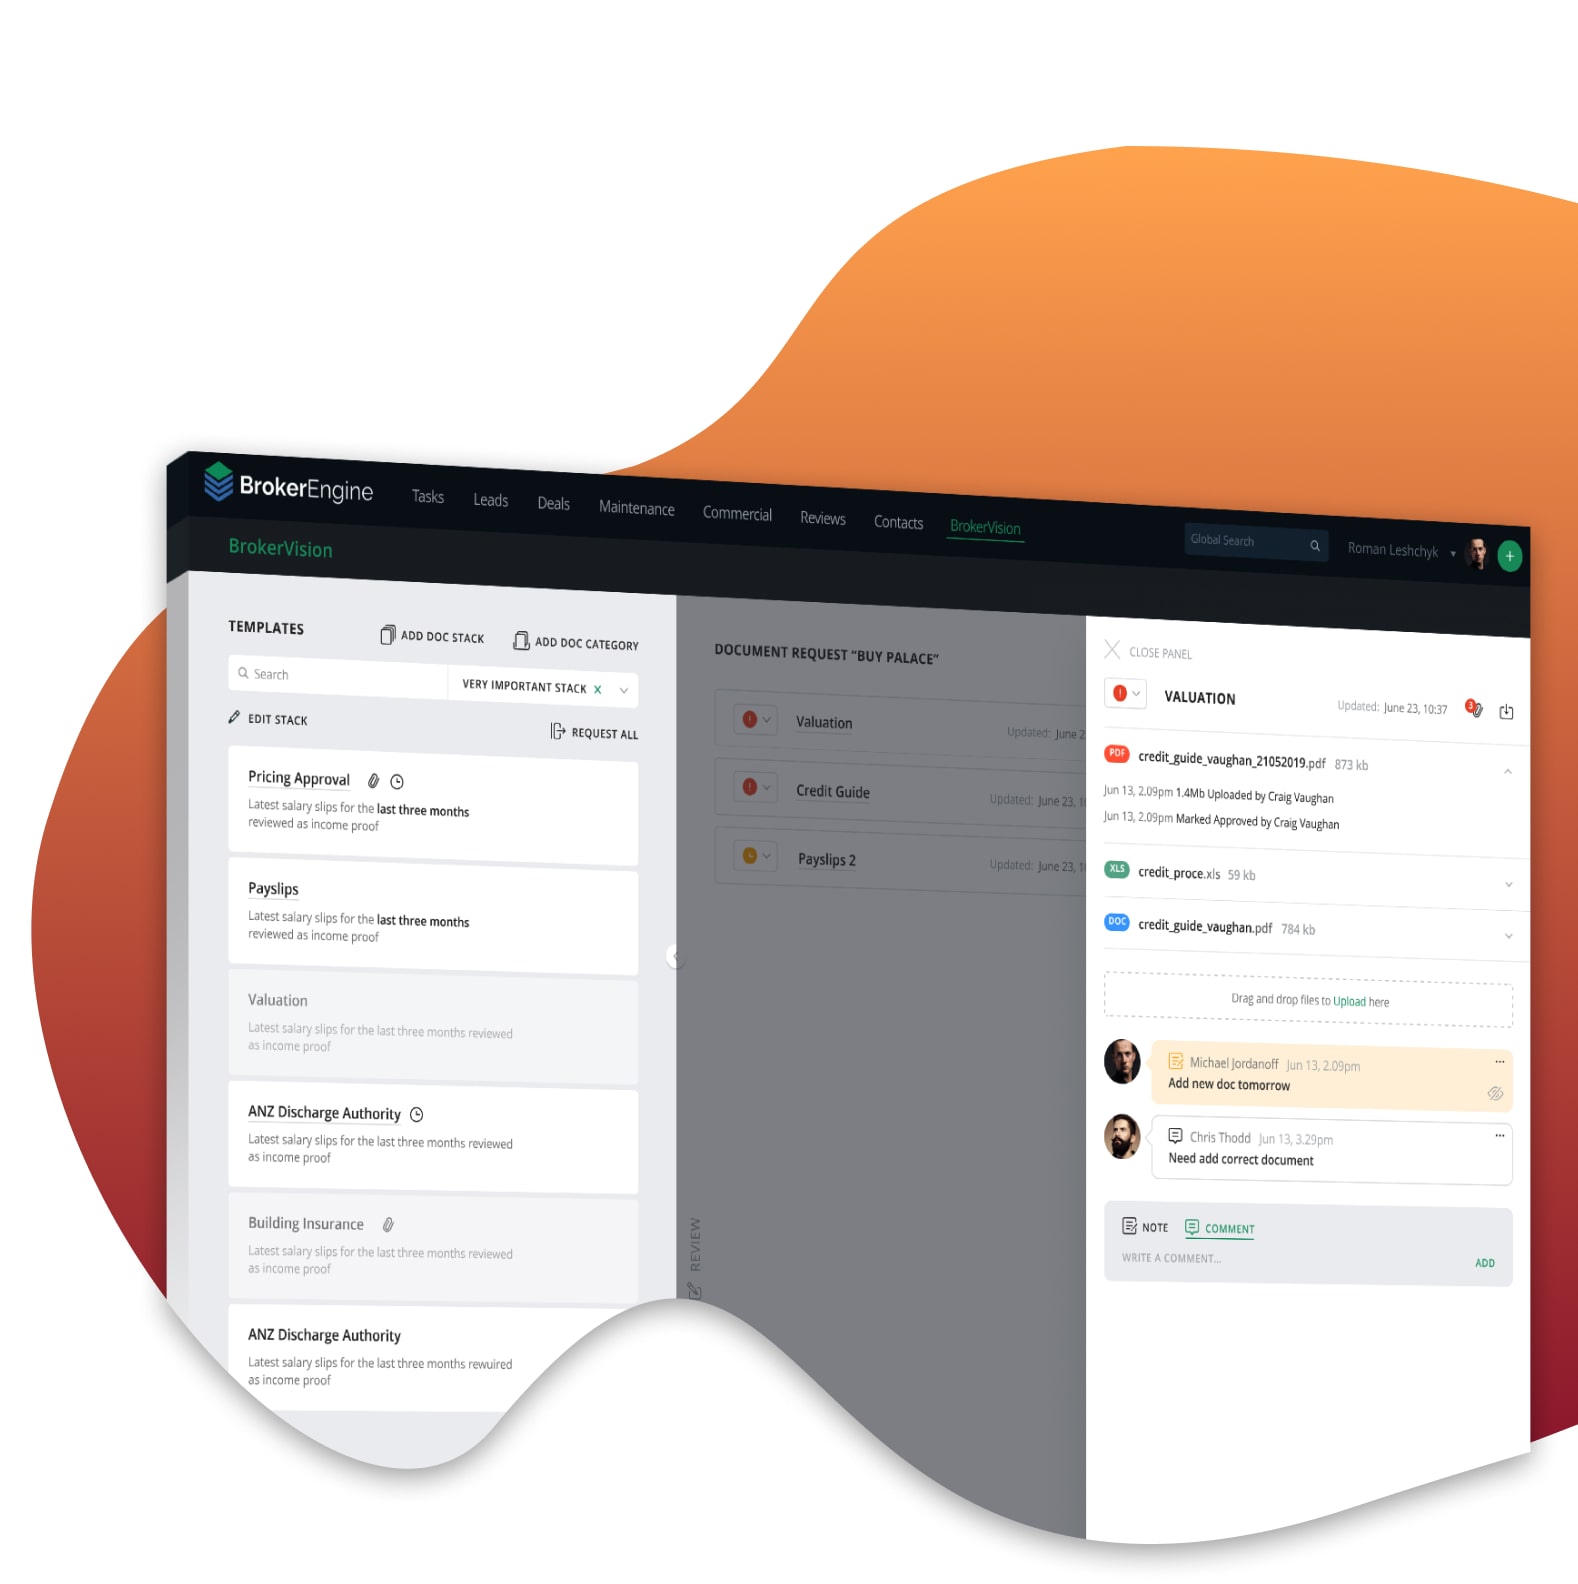 BrokerEngine
Tasks
Leads
Deals
Maintenance
Commercial
Reviews
Contacts
BrokerVision
Global Search
Roman Leshchyk
BrokerVision
TEMPLATES
ADD DOC STACK
ADD DOC CATEGORY
Search
VERY IMPORTANT STACK X
EDIT STACK
REQUEST ALL
Pricing Approval
Latest salary slips for the last three months
reviewed as income proof
Payslips
Latest salary slips for the last three months
reviewed as income proof
Valuation
Latest salary slips for the last three months reviewed
as income proof
ANZ Discharge Authority
Latest salary slips for the last three months reviewed
as income proof
Building Insurance
Latest salary slips for the last three months reviewed
as income proof
ANZ Discharge Authority
Latest salary slips for the last three months rewuired
as income proof
REVIEW
DOCUMENT REQUEST “BUY PALACE”
Valuation
Updated: June 2
Credit Guide
Updated: June 23, 1
Payslips 2
Updated: June 23, 1
CLOSE PANEL
VALUATION
Updated: June 23, 10:37
3
PDF credit_guide_vaughan_21052019.pdf 873 kb
Jun 13, 2.09pm 1.4Mb Uploaded by Craig Vaughan
Jun 13, 2.09pm Marked Approved by Craig Vaughan
XLS credit_proce.xls 59 kb
DOC credit_guide_vaughan.pdf 784 kb
Drag and drop files to Upload here
Michael Jordanoff Jun 13, 2.09pm
Add new doc tomorrow
Chris Thodd Jun 13, 3.29pm
Need add correct document
NOTE
COMMENT
WRITE A COMMENT...
ADD